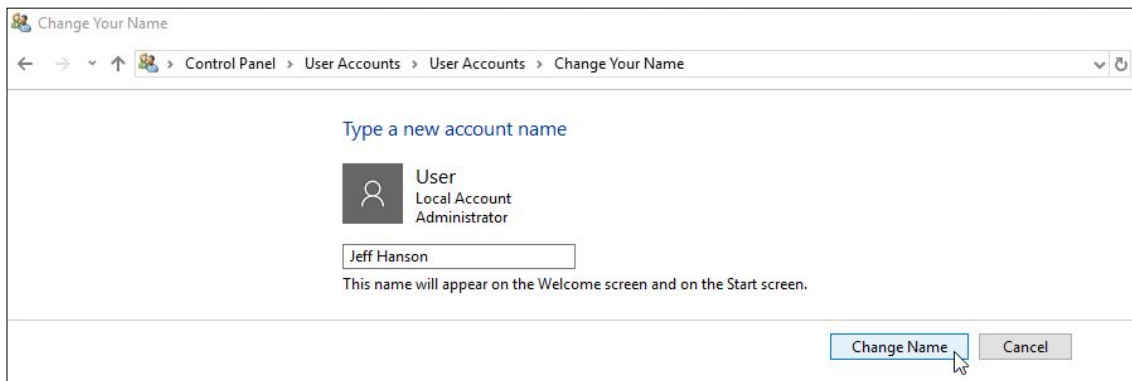 Change Your Name
Control Panel > User Accounts > User Accounts > Change Your Name
Type a new account name
User
Local Account
Administrator
Jeff Hanson
This name will appear on the Welcome screen and on the Start screen.
Change Name Cancel